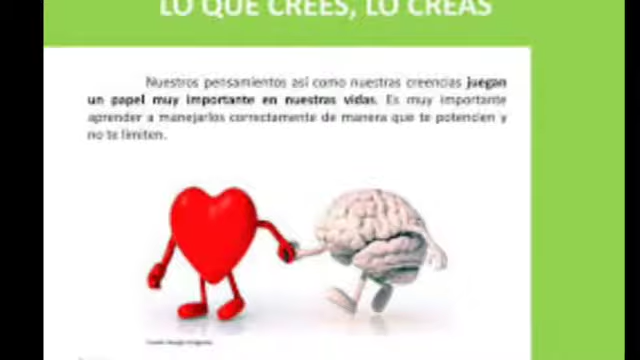 LO QUE CREES, LO CREAS
Nuestros pensamientos así como nuestras creencias juegan
un papel muy importante en nuestras vidas. Es muy importante
aprender a manejarlos correctamente de manera que te potencien y
no te limiten.